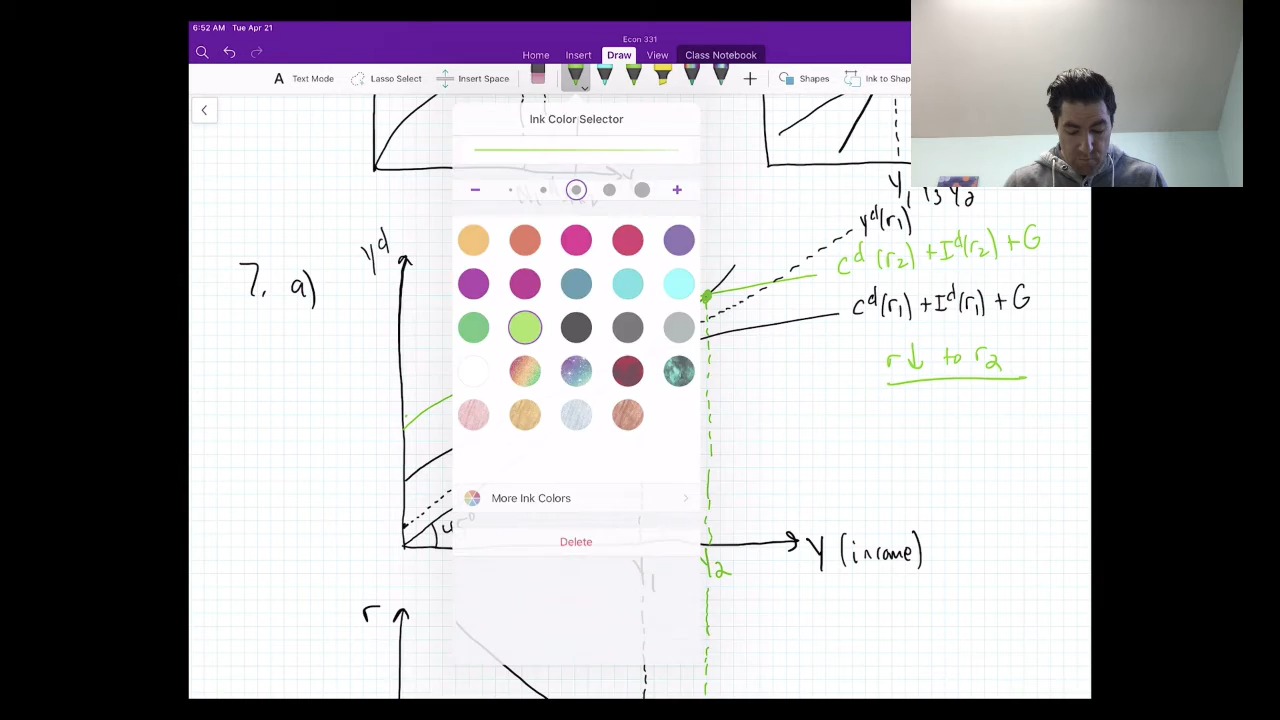 6:52 AM Tue Apr 21
Econ 331
Home Insert Draw View Class Notebook
A Text Mode Lasso Select Insert Space Shapes Ink to Shap
Ink Color Selector
Y1 Y3 Y2
y^d(r1)
C^d(r2) + I^d(r2) + G
C^d(r1) + I^d(r1) + G
r↓ to r2
7. a)
y^d
More Ink Colors
Delete
Y1
Y2
Y (income)
r